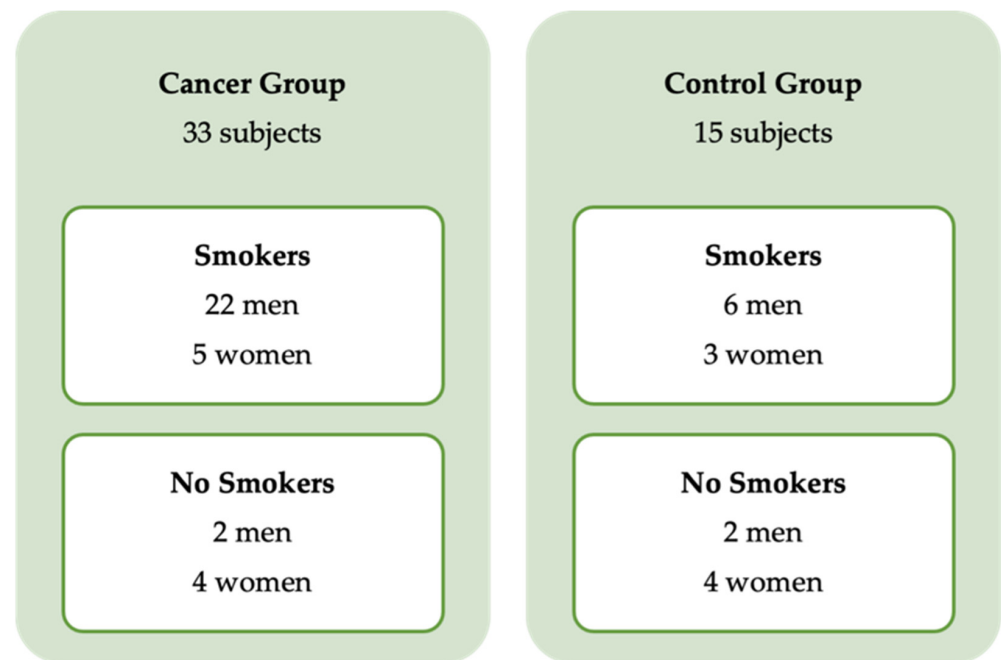 Cancer Group
33 subjects
Smokers
22 men
5 women
No Smokers
2 men
4 women
Control Group
15 subjects
Smokers
6 men
3 women
No Smokers
2 men
4 women